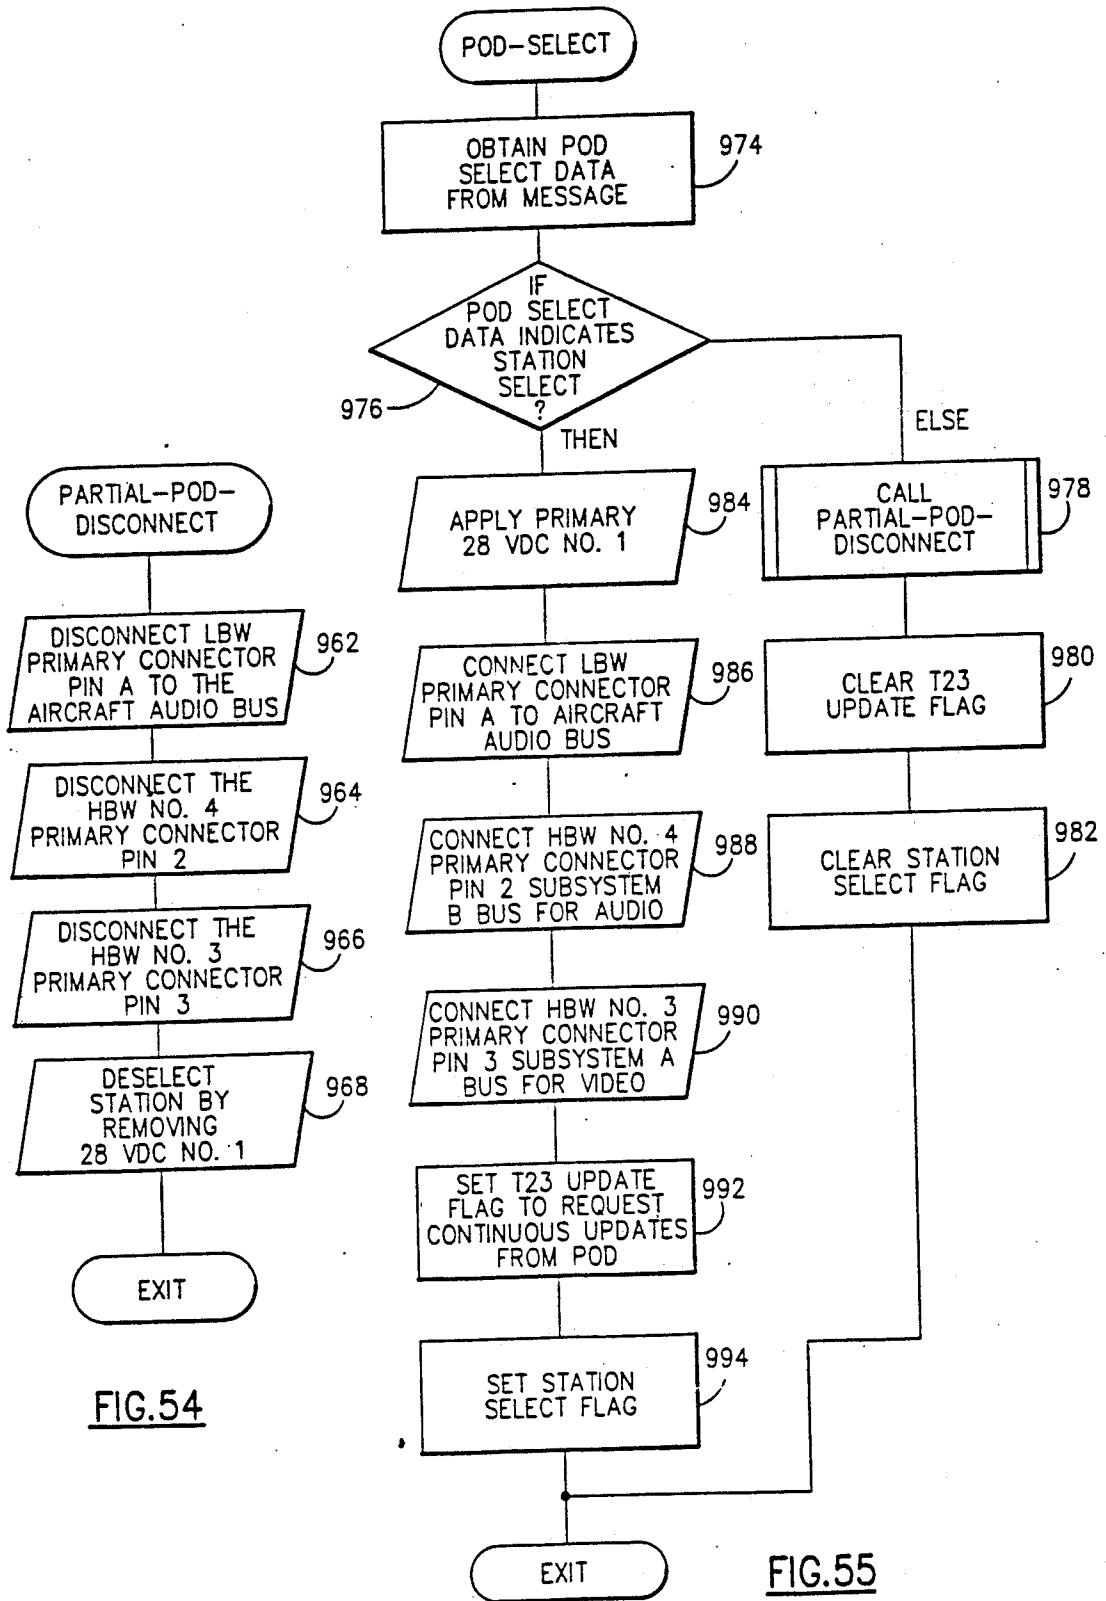 POD-SELECT
OBTAIN POD
SELECT DATA
FROM MESSAGE
974
IF
POD SELECT
DATA INDICATES
STATION
SELECT
?
976
THEN
ELSE
PARTIAL-POD-
DISCONNECT
DISCONNECT LBW
PRIMARY CONNECTOR
PIN A TO THE
AIRCRAFT AUDIO BUS
962
DISCONNECT THE
HBW NO. 4
PRIMARY CONNECTOR
PIN 2
964
DISCONNECT THE
HBW NO. 3
PRIMARY CONNECTOR
PIN 3
966
DESELECT
STATION BY
REMOVING
28 VDC NO. 1
968
EXIT
FIG.54
APPLY PRIMARY
28 VDC NO. 1
984
CONNECT LBW
PRIMARY CONNECTOR
PIN A TO AIRCRAFT
AUDIO BUS
986
CONNECT HBW NO. 4
PRIMARY CONNECTOR
PIN 2 SUBSYSTEM
B BUS FOR AUDIO
988
CONNECT HBW NO. 3
PRIMARY CONNECTOR
PIN 3 SUBSYSTEM A
BUS FOR VIDEO
990
SET T23 UPDATE
FLAG TO REQUEST
CONTINUOUS UPDATES
FROM POD
992
SET STATION
SELECT FLAG
994
CALL
PARTIAL-POD-
DISCONNECT
978
CLEAR T23
UPDATE FLAG
980
CLEAR STATION
SELECT FLAG
982
EXIT
FIG.55